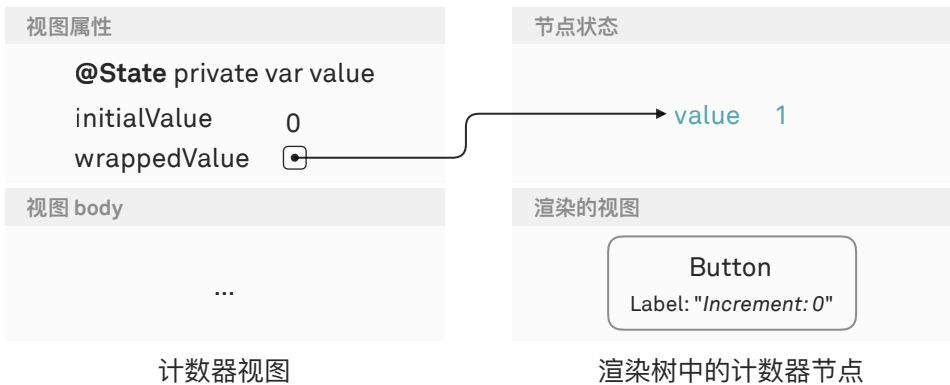 视图属性
@State private var value
initialValue 0
wrappedValue
视图 body
...
计数器视图
节点状态
value 1
渲染的视图
Button
Label: "Increment: 0"
渲染树中的计数器节点